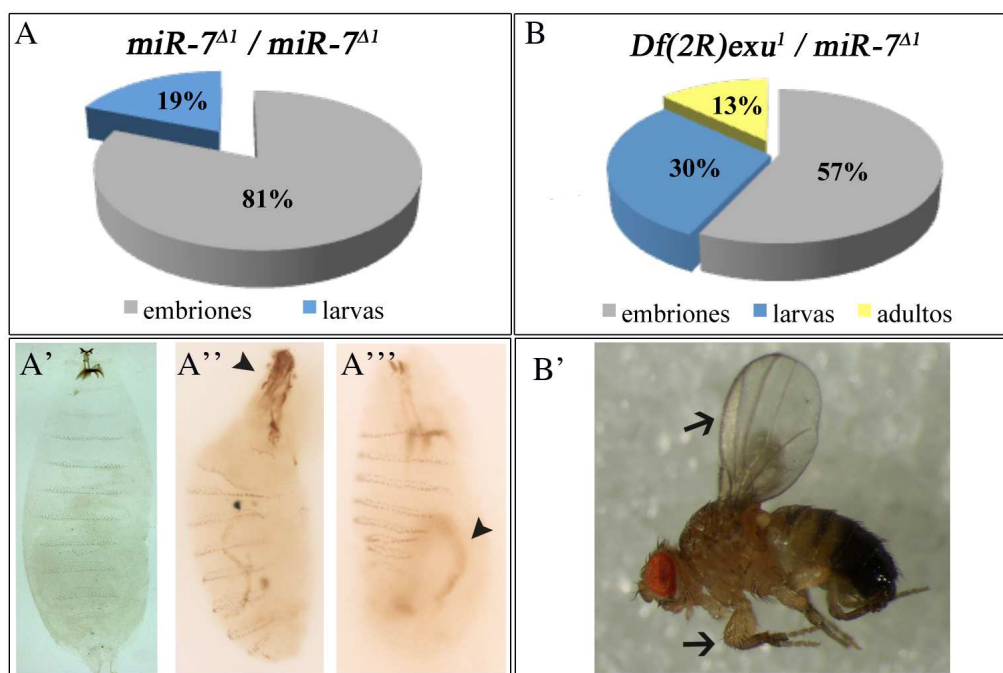 A
miR-7Δ1 / miR-7Δ1
19%
81%
embriones larvas
B
Df(2R)exu1 / miR-7Δ1
13%
30%
57%
embriones larvas adultos
A’
A’’
A’’’
B’